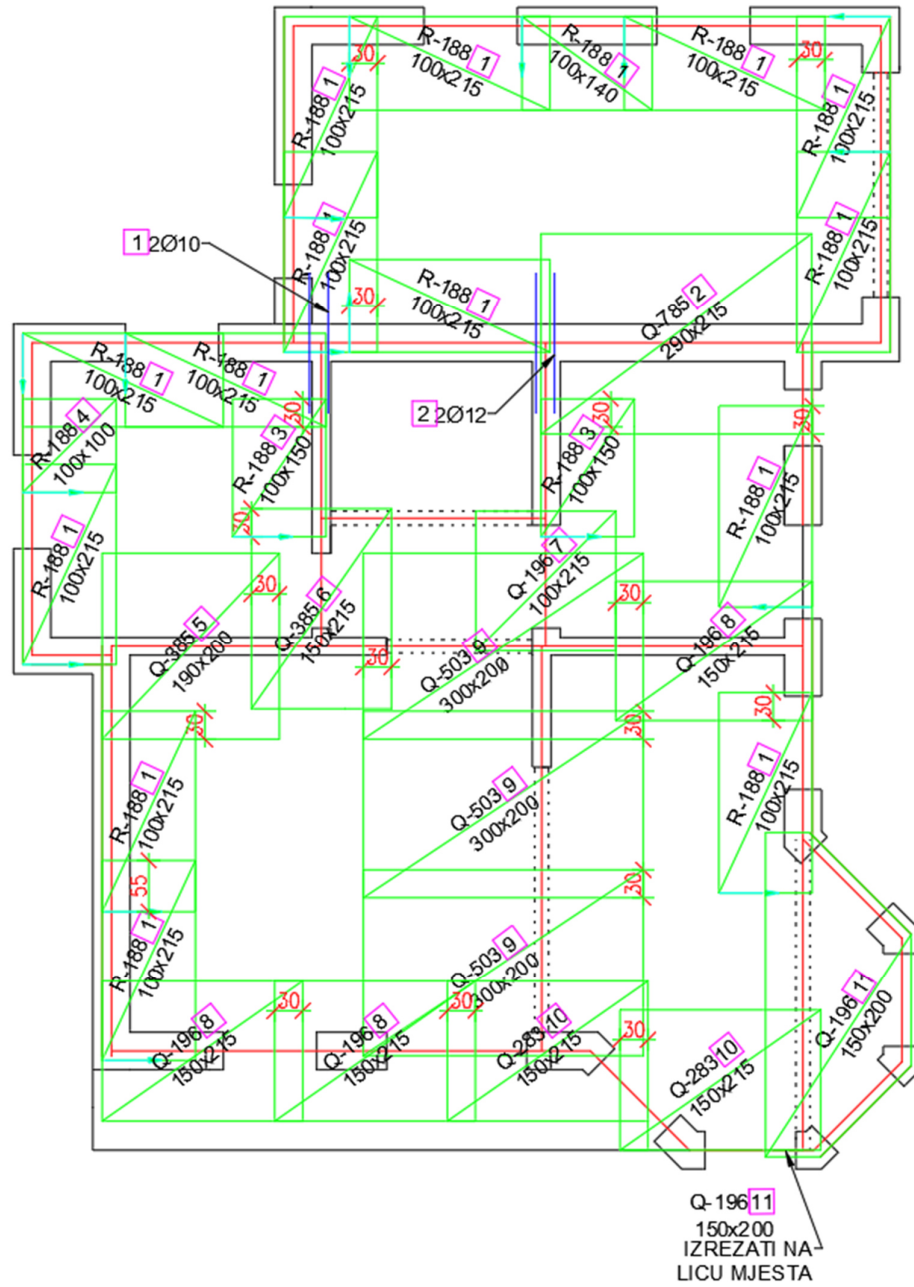 R-188 1
100x215
R-188 1
100x140
R-188 1
100x215
30
30
R-188 1
100x215
R-188 1
100x215
R-188 1
100x215
R-188 1
100x215
1 2Ø10
R-188 1
100x215
30
Q-785 2
290x215
R-188 1
100x215
R-188 1
100x215
2 2Ø12
30
30
30
R-188 4
100x100
R-188 3
100x150
R-188 3
100x150
R-188 1
100x215
30
R-188 1
100x215
Q-196 7
100x215
30
30
Q-385 5
190x200
Q-385 6
150x215
Q-503 9
300x200
Q-196 8
150x215
30
30
30
30
R-188 1
100x215
Q-503 9
300x200
R-188 1
100x215
55
30
R-188 1
100x215
Q-503 9
300x200
Q-196 11
150x200
30
30
30
Q-196 8
150x215
Q-196 8
150x215
Q-283 10
150x215
Q-283 10
150x215
Q-196 11
150x200
IZREZATI NA
LICU MJESTA